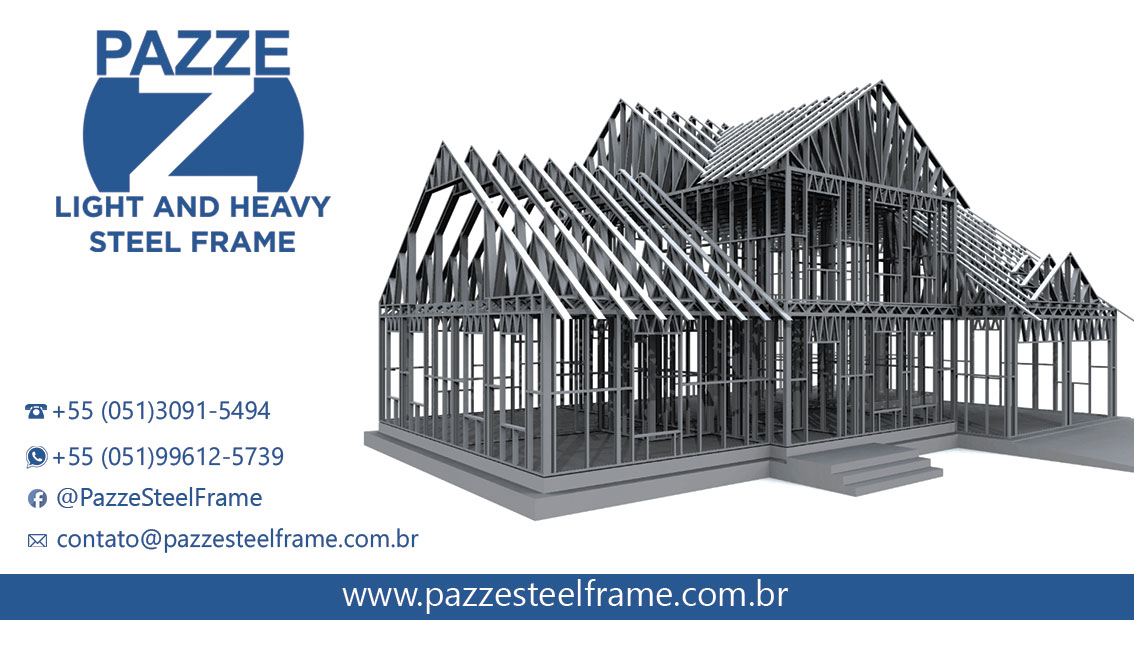 PAZZE
Z
LIGHT AND HEAVY
STEEL FRAME
+55 (051)3091-5494
+55 (051)99612-5739
@PazzeSteelFrame
contato@pazzesteelframe.com.br
www.pazzesteelframe.com.br